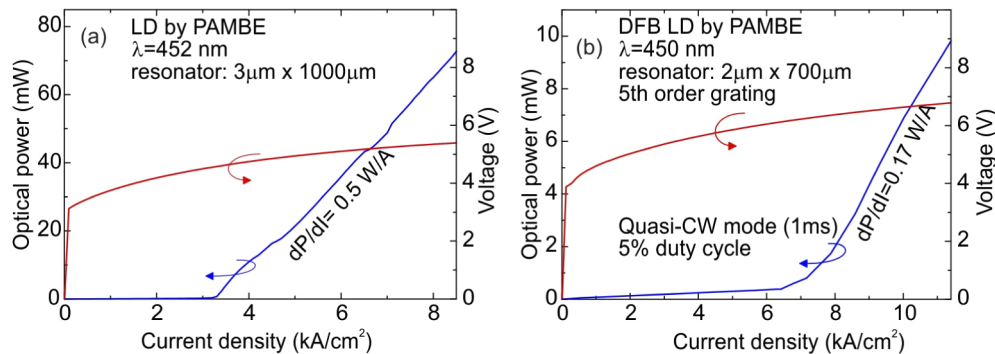 (a)
LD by PAMBE
λ=452 nm
resonator: 3μm x 1000μm
dP/dI= 0.5 W/A
Optical power (mW)
80
60
40
20
0
Voltage (V)
8
6
4
2
0
0 2 4 6 8
Current density (kA/cm²)
(b)
DFB LD by PAMBE
λ=450 nm
resonator: 2μm x 700μm
5th order grating
dP/dI=0.17 W/A
Quasi-CW mode (1ms)
5% duty cycle
Optical power (mW)
10
8
6
4
2
0
Voltage (V)
8
6
4
2
0
0 2 4 6 8 10
Current density (kA/cm²)